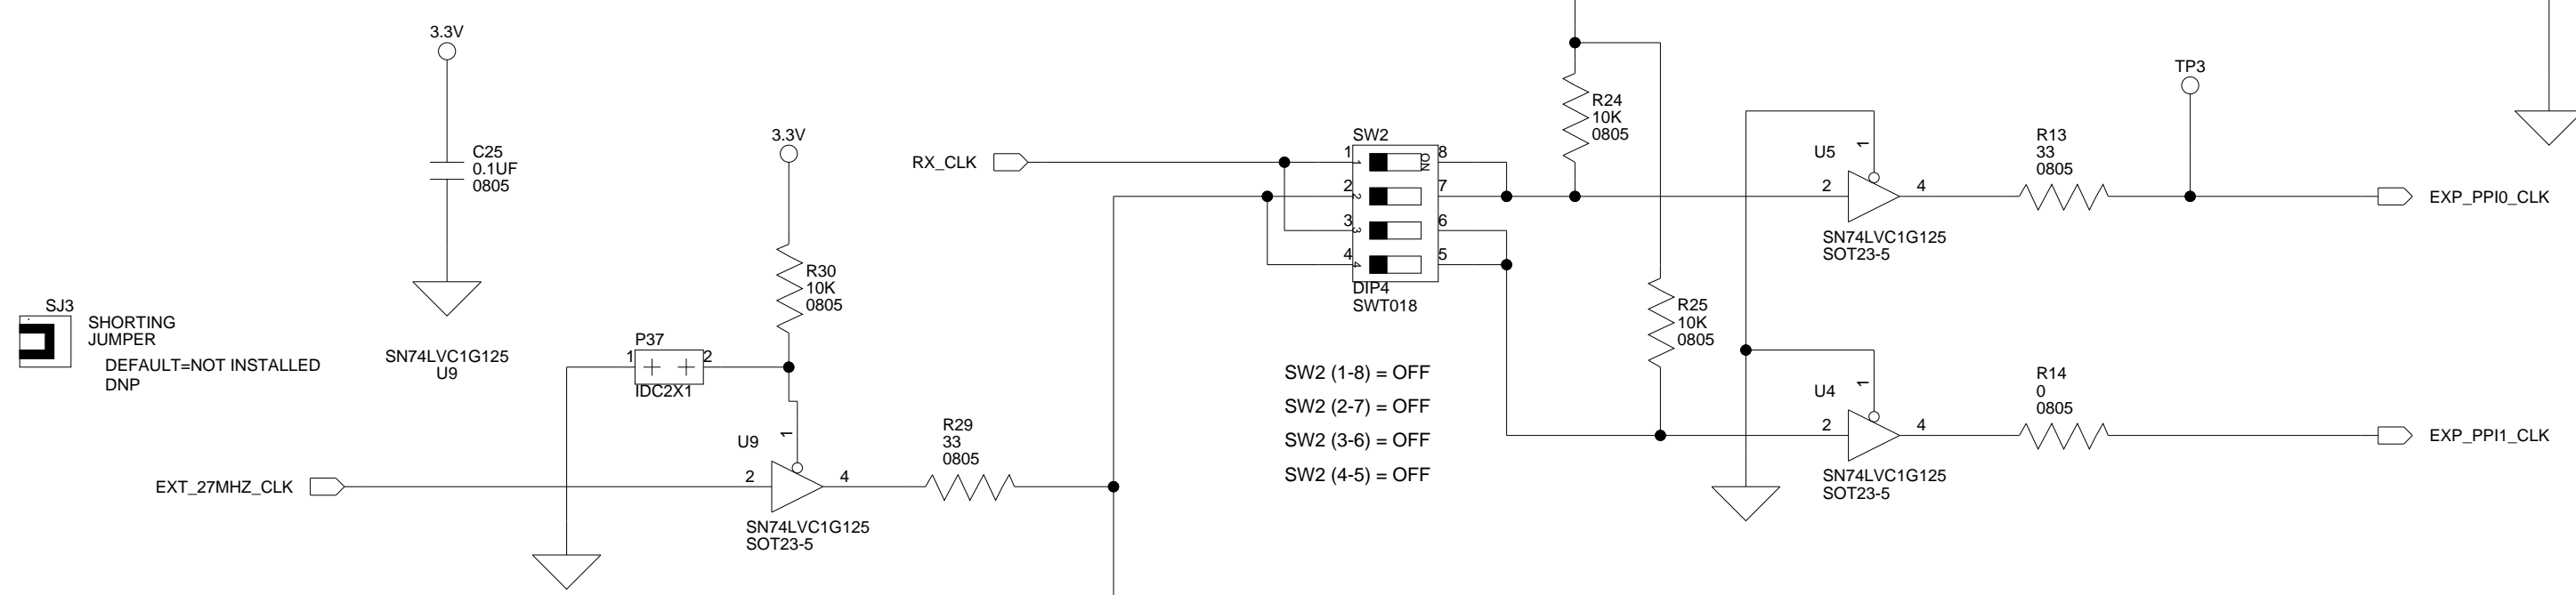 3.3V
C25
0.1UF
0805
SJ3
SHORTING
JUMPER
DEFAULT=NOT INSTALLED
DNP
SN74LVC1G125
U9
3.3V
R30
10K
0805
P37
1
2
IDC2X1
EXT_27MHZ_CLK
U9
1
2
4
SN74LVC1G125
SOT23-5
R29
33
0805
RX_CLK
SW2
1
2
3
4
1
2
3
4
ON
8
7
6
5
DIP4
SWT018
SW2 (1-8) = OFF
SW2 (2-7) = OFF
SW2 (3-6) = OFF
SW2 (4-5) = OFF
R24
10K
0805
R25
10K
0805
U5
1
2
4
SN74LVC1G125
SOT23-5
R13
33
0805
TP3
EXP_PPI0_CLK
U4
1
2
4
SN74LVC1G125
SOT23-5
R14
0
0805
EXP_PPI1_CLK